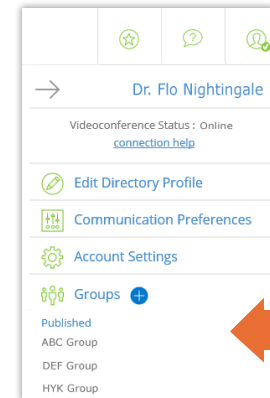 Dr. Flo Nightingale
Videoconference Status : Online
connection help
Edit Directory Profile
Communication Preferences
Account Settings
Groups
Published
ABC Group
DEF Group
HYK Group